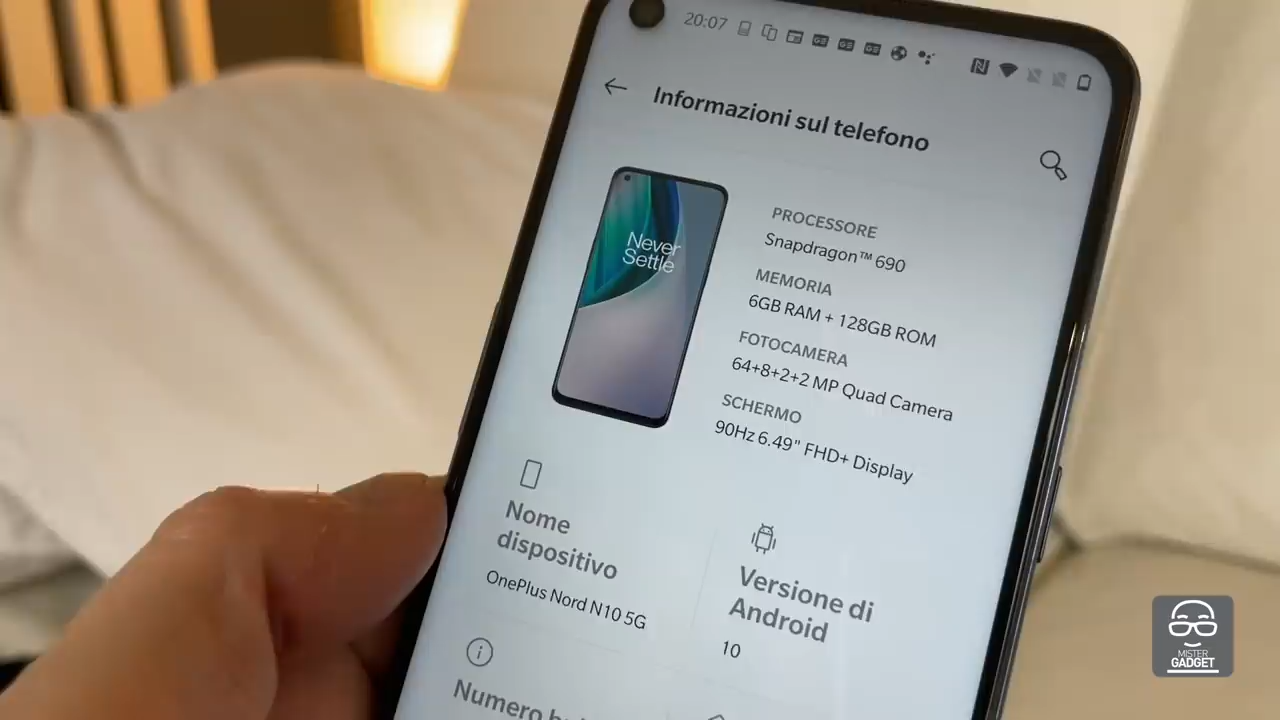 20:07
Informazioni sul telefono
Never
Settle
PROCESSORE
Snapdragon™ 690
MEMORIA
6GB RAM + 128GB ROM
FOTOCAMERA
64+8+2+2 MP Quad Camera
SCHERMO
90Hz 6.49" FHD+ Display
Nome
dispositivo
OnePlus Nord N10 5G
Versione di
Android
10
Numero
MISTER
GADGET